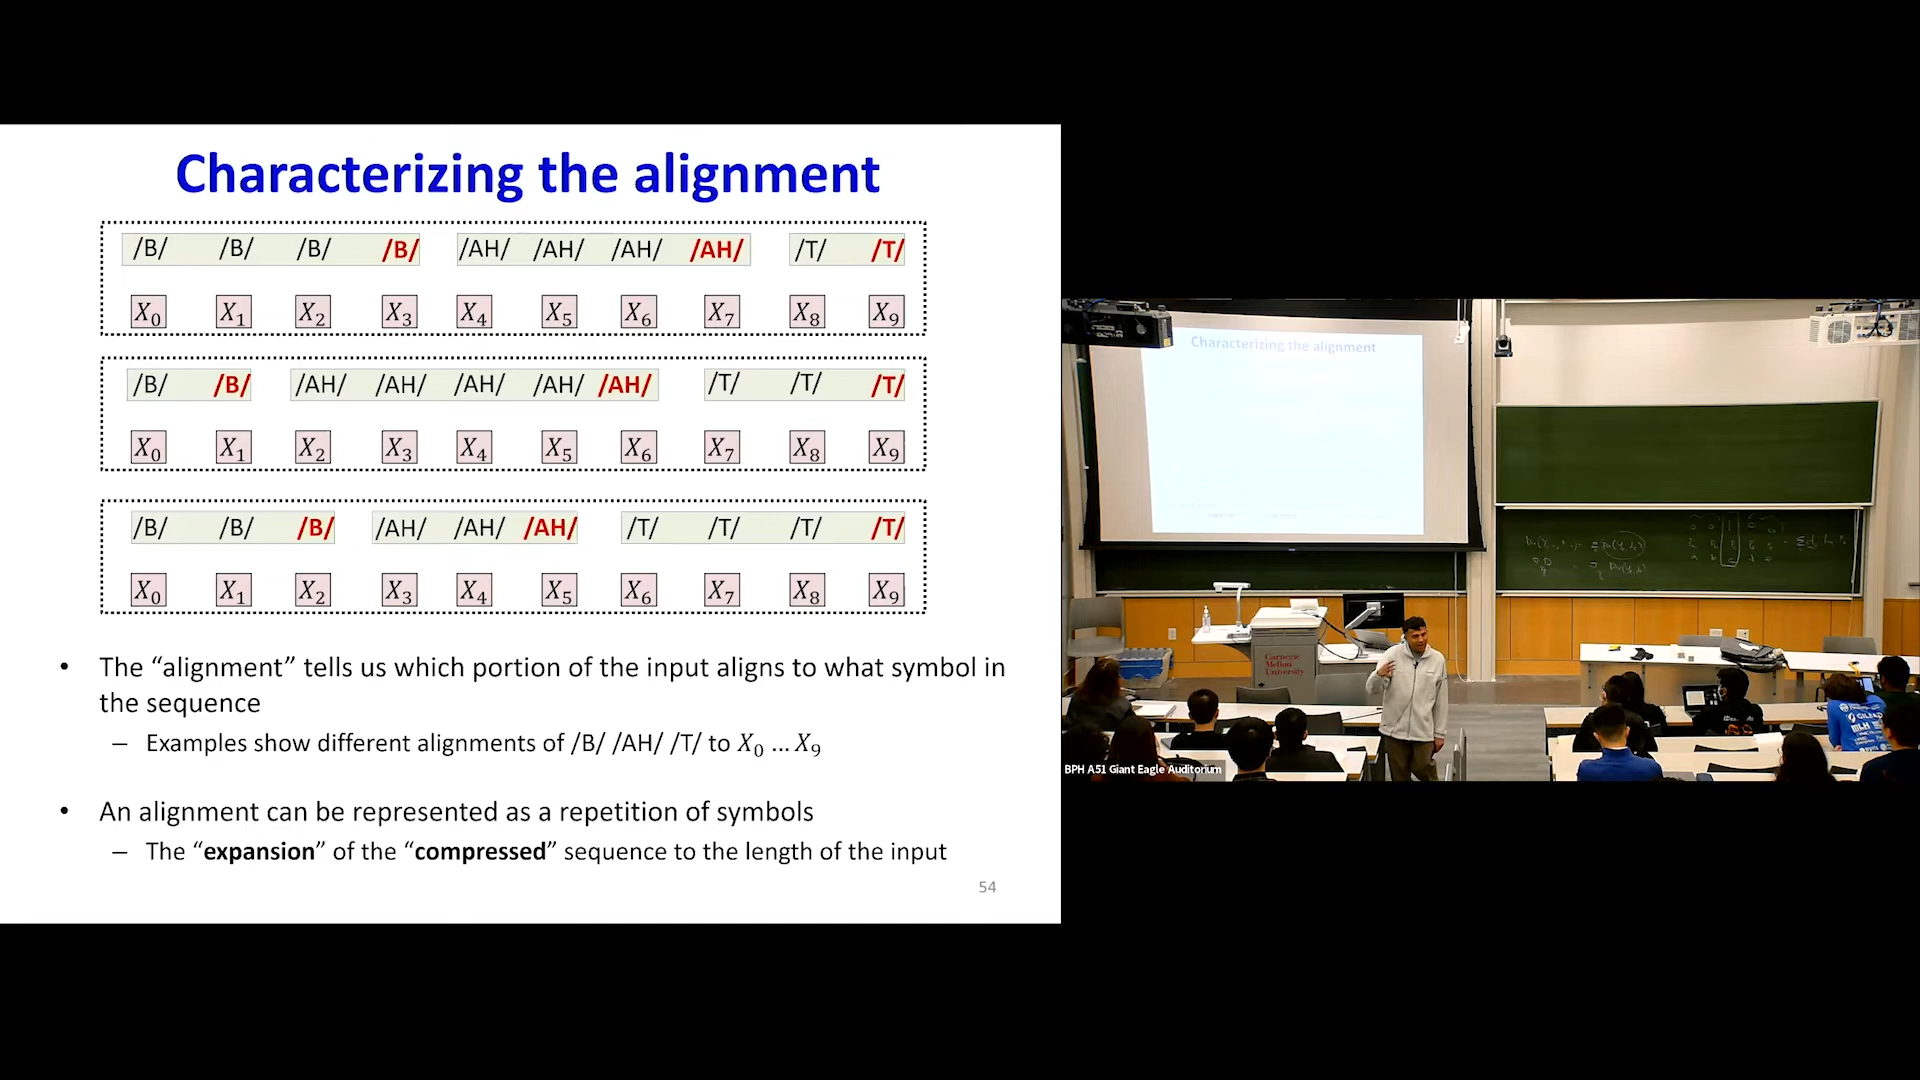 Characterizing the alignment
/B/ /B/ /B/ /B/ /AH/ /AH/ /AH/ /AH/ /T/ /T/
X₀ X₁ X₂ X₃ X₄ X₅ X₆ X₇ X₈ X₉
/B/ /B/ /AH/ /AH/ /AH/ /AH/ /AH/ /T/ /T/ /T/
X₀ X₁ X₂ X₃ X₄ X₅ X₆ X₇ X₈ X₉
/B/ /B/ /B/ /AH/ /AH/ /AH/ /T/ /T/ /T/ /T/
X₀ X₁ X₂ X₃ X₄ X₅ X₆ X₇ X₈ X₉
• The “alignment” tells us which portion of the input aligns to what symbol in
the sequence
– Examples show different alignments of /B/ /AH/ /T/ to X₀ … X₉
• An alignment can be represented as a repetition of symbols
– The “expansion” of the “compressed” sequence to the length of the input
54
Characterizing the alignment
Carnegie
Mellon
University
BPH A51 Giant Eagle Auditorium